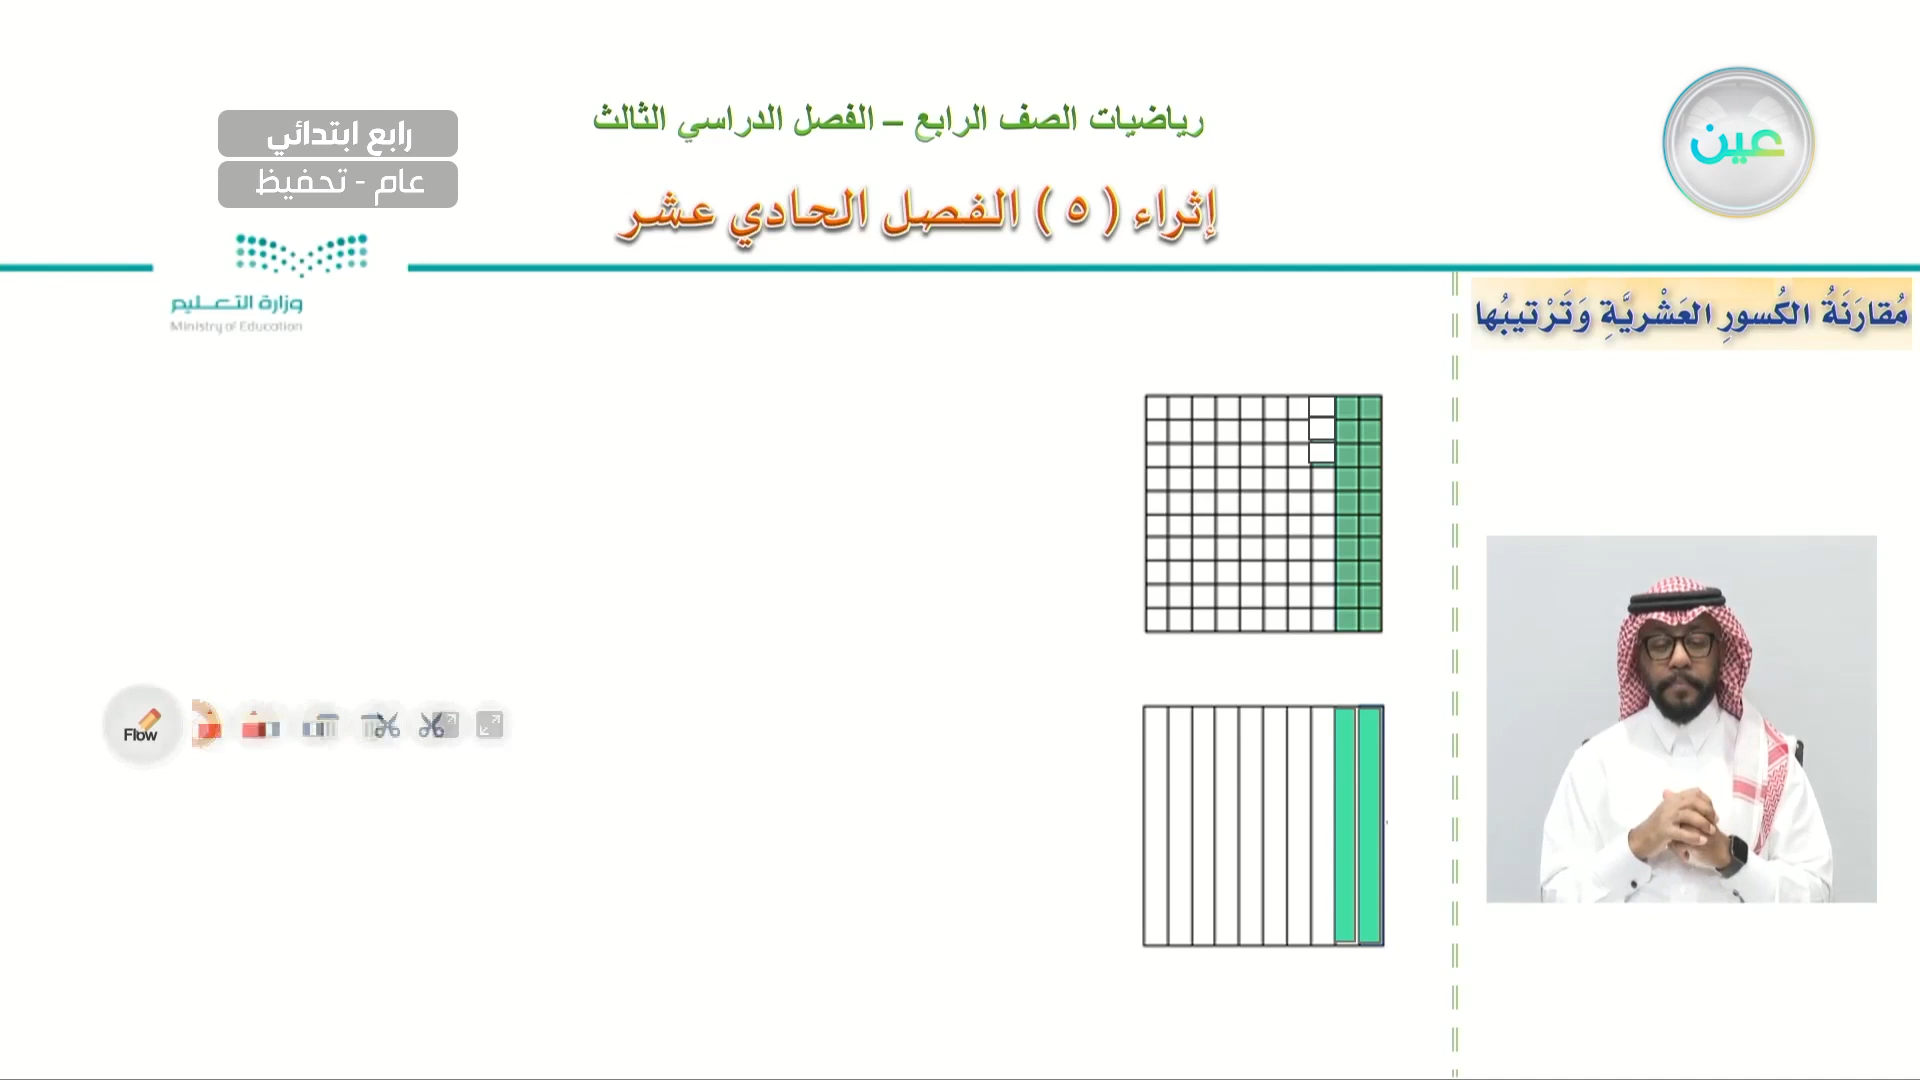 رياضيات الصف الرابع – الفصل الدراسي الثالث
رابع ابتدائي
عام - تحفيظ
عين
إثراء ( ٥ ) الفصل الحادي عشر
وزارة التعليم
Ministry of Education
مُقارَنَةُ الكُسورِ العَشْريَّةِ وَتَرْتيبُها
Flow